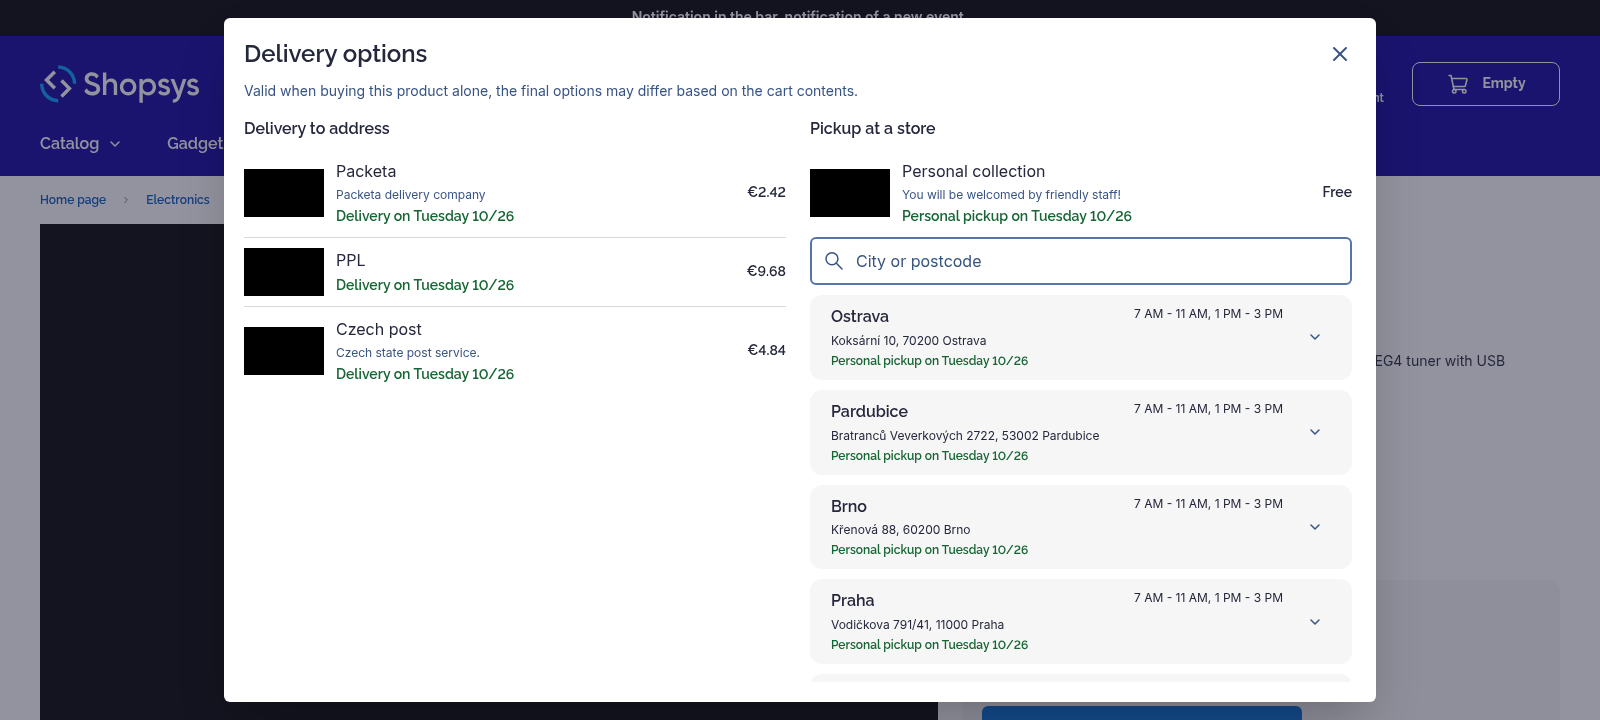 Notification in the bar, notification of a new event.
Shopsys
Empty
Catalog
Gadget
Home page
Electronics
EG4 tuner with USB
Delivery options
Valid when buying this product alone, the final options may differ based on the cart contents.
Delivery to address
Packeta
Packeta delivery company
Delivery on Tuesday 10/26
€2.42
PPL
Delivery on Tuesday 10/26
€9.68
Czech post
Czech state post service.
Delivery on Tuesday 10/26
€4.84
Pickup at a store
Personal collection
You will be welcomed by friendly staff!
Personal pickup on Tuesday 10/26
Free
City or postcode
Ostrava
7 AM - 11 AM, 1 PM - 3 PM
Koksární 10, 70200 Ostrava
Personal pickup on Tuesday 10/26
Pardubice
7 AM - 11 AM, 1 PM - 3 PM
Bratranců Veverkových 2722, 53002 Pardubice
Personal pickup on Tuesday 10/26
Brno
7 AM - 11 AM, 1 PM - 3 PM
Křenová 88, 60200 Brno
Personal pickup on Tuesday 10/26
Praha
7 AM - 11 AM, 1 PM - 3 PM
Vodičkova 791/41, 11000 Praha
Personal pickup on Tuesday 10/26